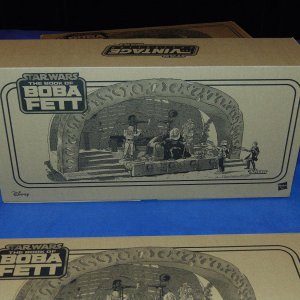 VINTAGE
STAR WARS
THE BOOK OF
BOBA
FETT
Disney
Hasbro
STAR WARS
THE BOOK OF
BOBA
FETT